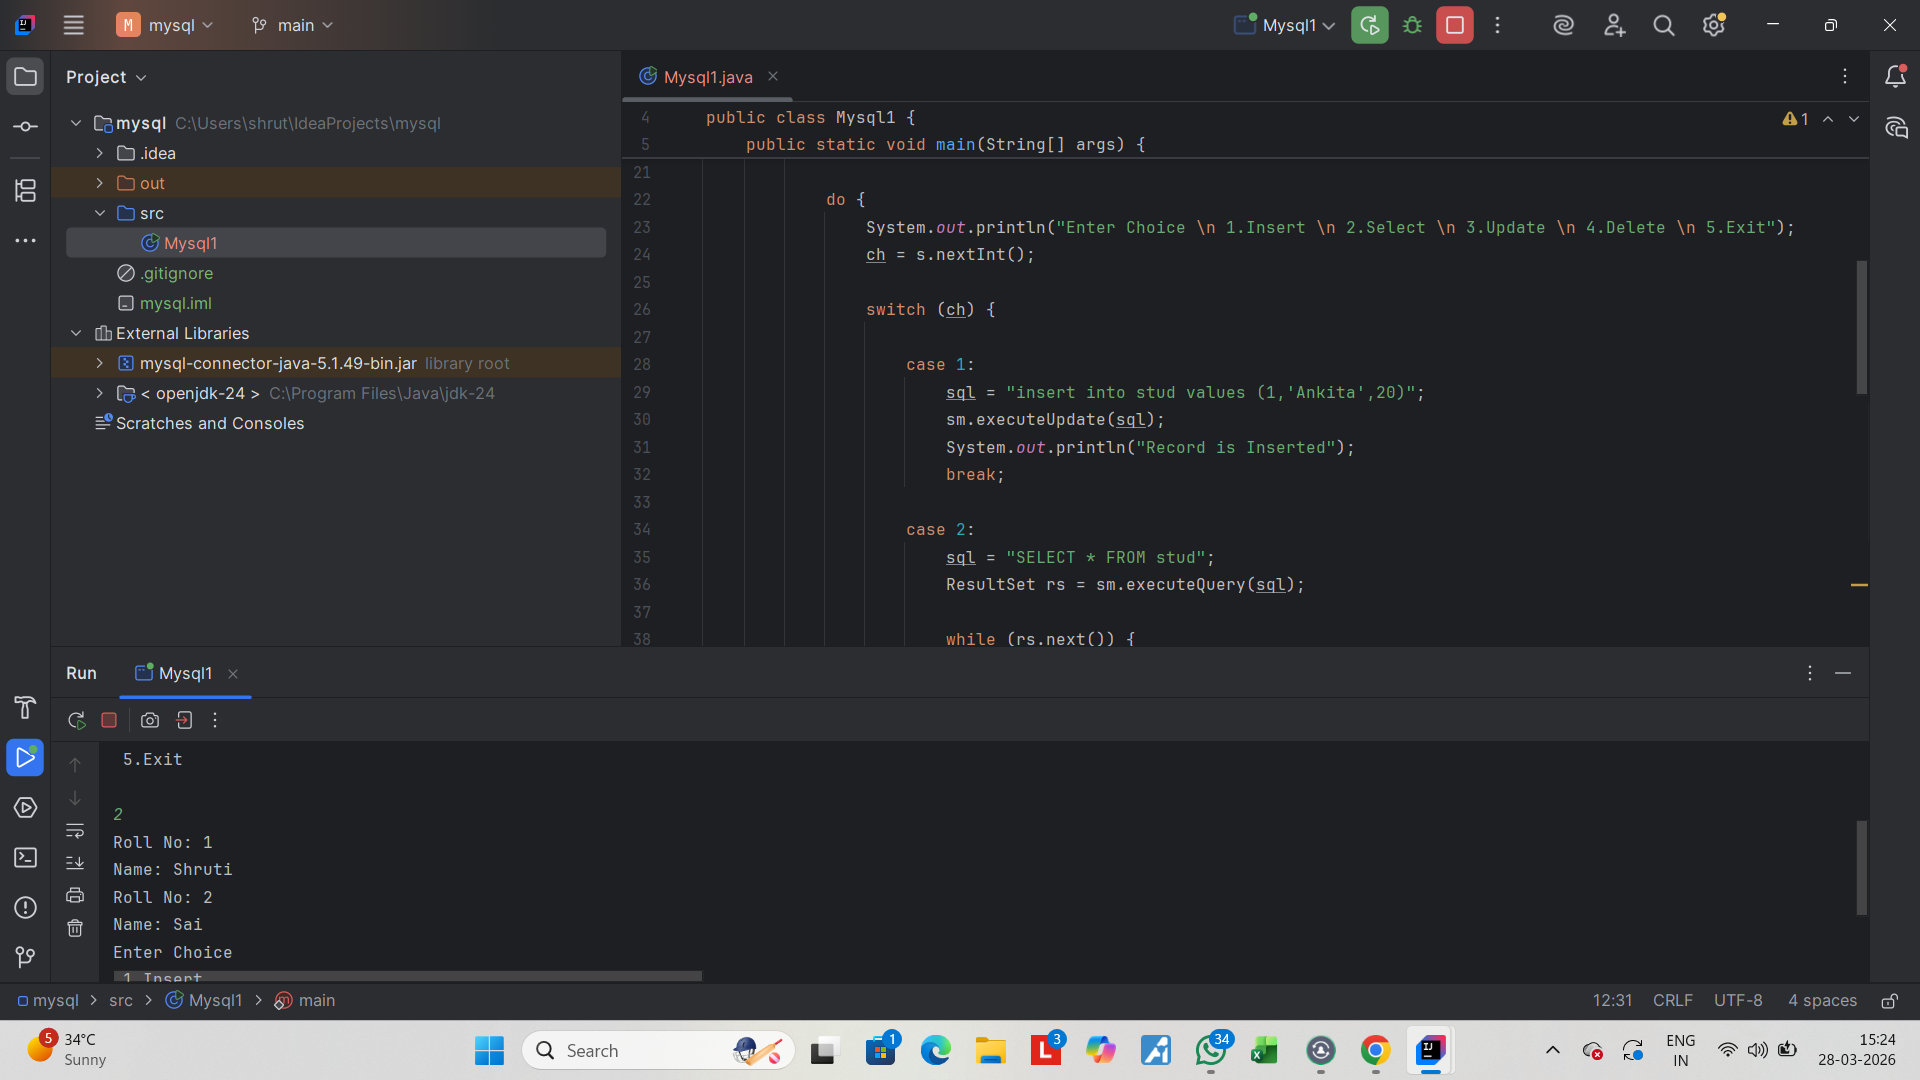 M mysql
main
Mysql1
Project
Mysql1.java
mysql C:\Users\shrut\IdeaProjects\mysql
.idea
out
src
Mysql1
.gitignore
mysql.iml
External Libraries
mysql-connector-java-5.1.49-bin.jar library root
< openjdk-24 > C:\Program Files\Java\jdk-24
Scratches and Consoles
1
4 public class Mysql1 {
5 public static void main(String[] args) {
21
22 do {
23 System.out.println("Enter Choice \n 1.Insert \n 2.Select \n 3.Update \n 4.Delete \n 5.Exit");
24 ch = s.nextInt();
25
26 switch (ch) {
27
28 case 1:
29 sql = "insert into stud values (1,'Ankita',20)";
30 sm.executeUpdate(sql);
31 System.out.println("Record is Inserted");
32 break;
33
34 case 2:
35 sql = "SELECT * FROM stud";
36 ResultSet rs = sm.executeQuery(sql);
37
38 while (rs.next()) {
Run
Mysql1
5.Exit
2
Roll No: 1
Name: Shruti
Roll No: 2
Name: Sai
Enter Choice
1.Insert
mysql > src > Mysql1 > main
12:31 CRLF UTF-8 4 spaces
5
34°C
Sunny
Search
1
L 3
34
ENG
IN
15:24
28-03-2026